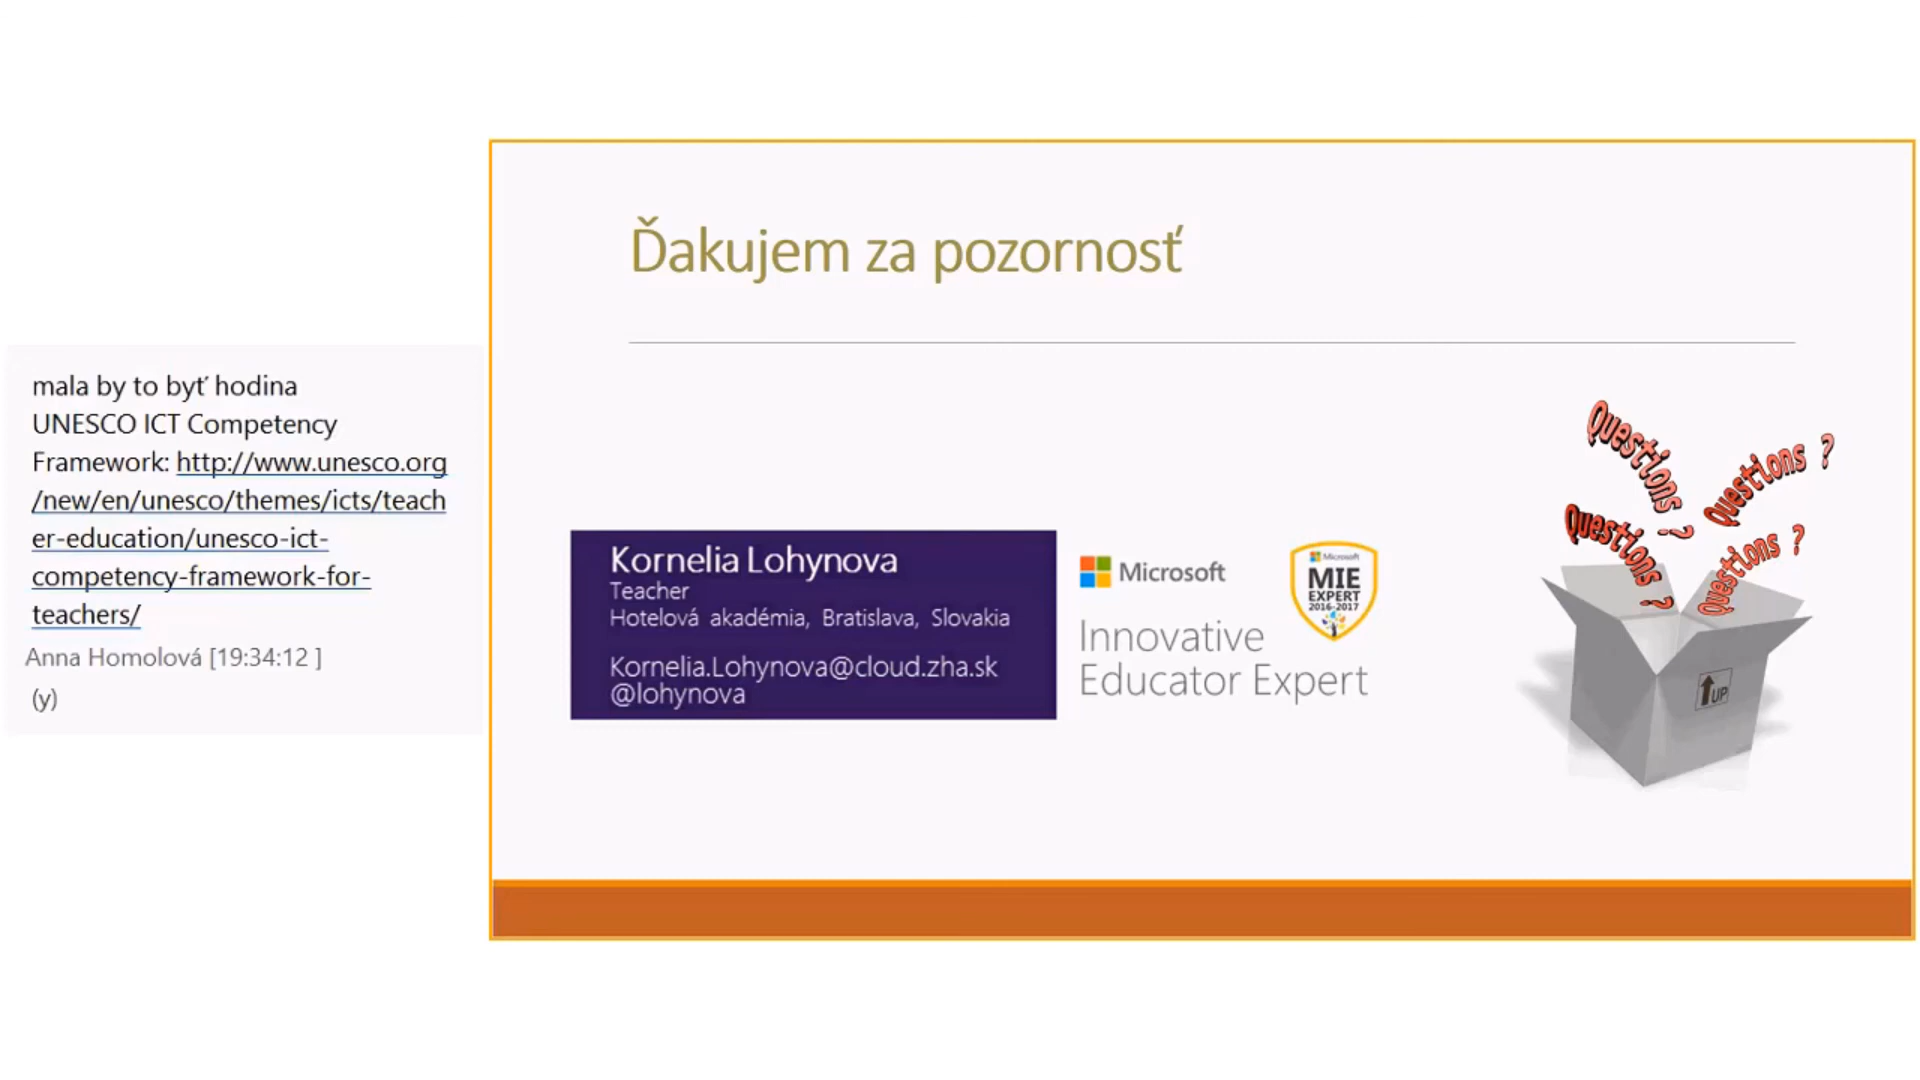 mala by to byť hodina
UNESCO ICT Competency
Framework: http://www.unesco.org
/new/en/unesco/themes/icts/teach
er-education/unesco-ict-
competency-framework-for-
teachers/
Anna Homolová [19:34:12 ]
(y)
Ďakujem za pozornosť
Kornelia Lohynova
Teacher
Hotelová akadémia, Bratislava, Slovakia
Kornelia.Lohynova@cloud.zha.sk
@lohynova
Microsoft
Innovative
Educator Expert
Microsoft
MIE
EXPERT
2016-2017
Questions ?
Questions ?
Questions ?
Questions ?
UP